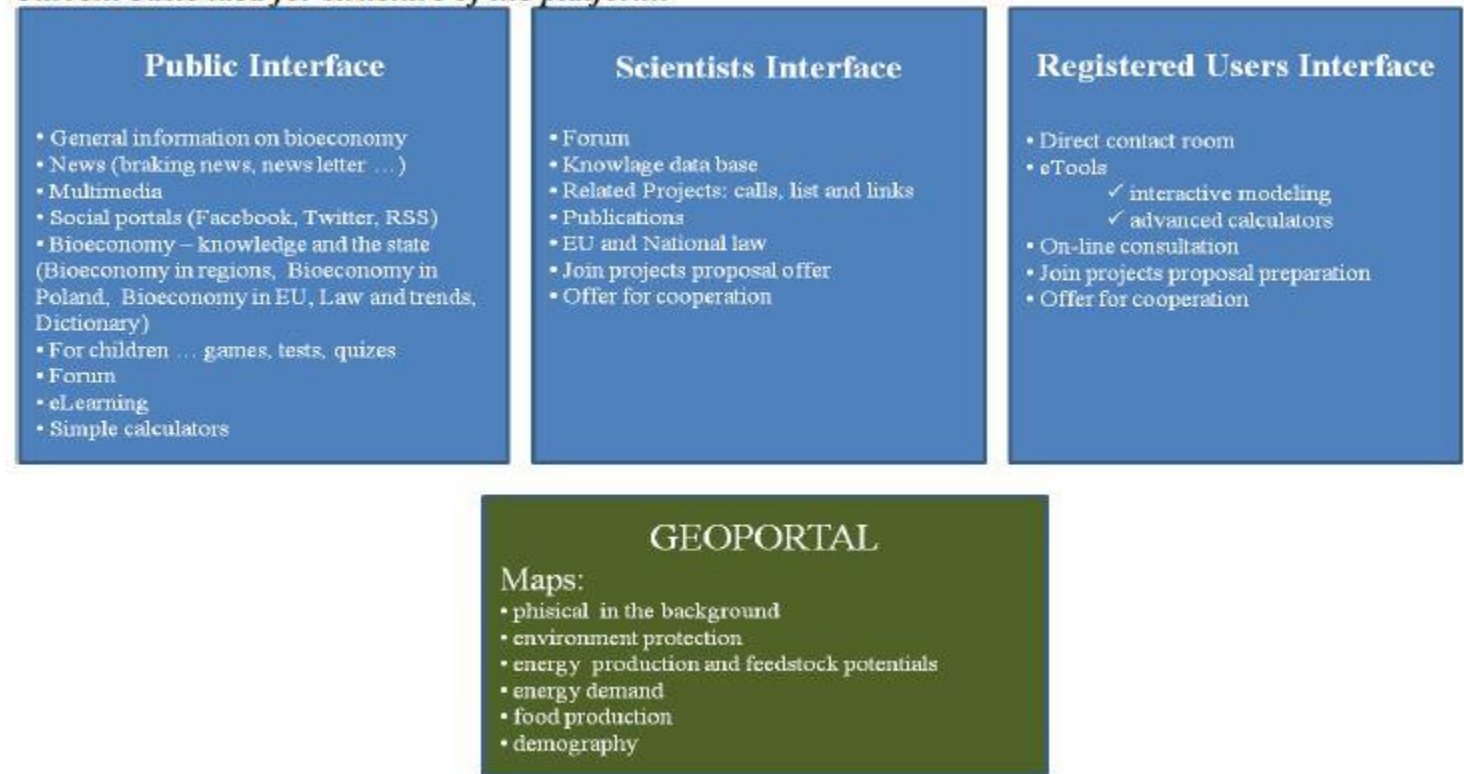 Public Interface
• General information on bioeconomy
• News (braking news, news letter …)
• Multimedia
• Social portals (Facebook, Twitter, RSS)
• Bioeconomy – knowledge and the state
(Bioeconomy in regions, Bioeconomy in
Poland, Bioeconomy in EU, Law and trends,
Dictionary)
• For children … games, tests, quizes
• Forum
• eLearning
• Simple calculators
Scientists Interface
• Forum
• Knowlage data base
• Related Projects: calls, list and links
• Publications
• EU and National law
• Join projects proposal offer
• Offer for cooperation
Registered Users Interface
• Direct contact room
• eTools
✓ interactive modeling
✓ advanced calculators
• On-line consultation
• Join projects proposal preparation
• Offer for cooperation
GEOPORTAL
Maps:
• phisical in the background
• environment protection
• energy production and feedstock potentials
• energy demand
• food production
• demography